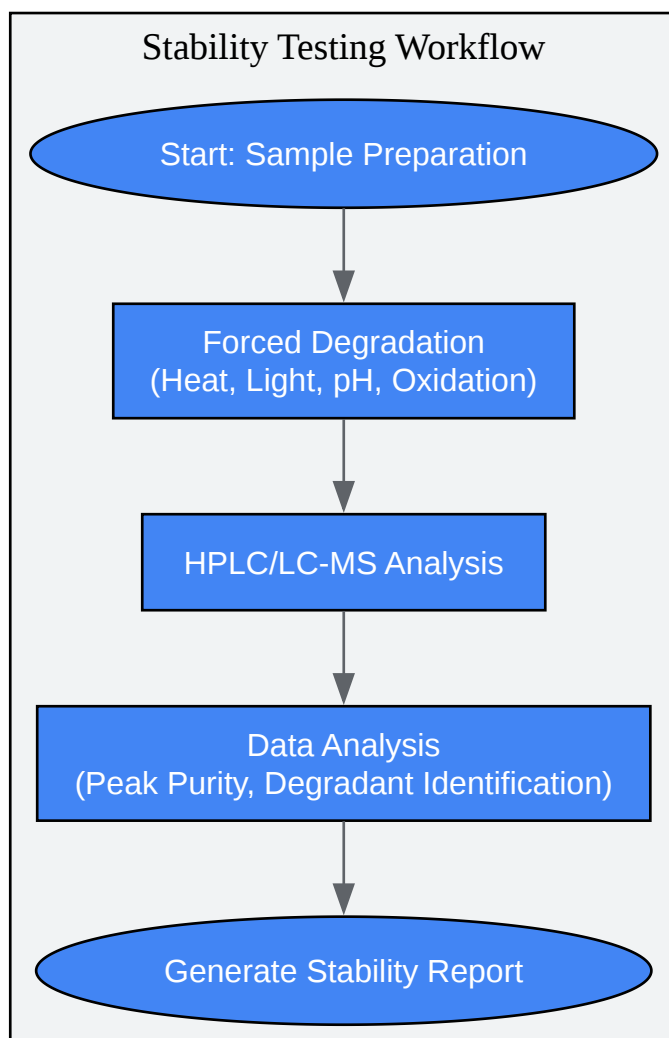 Stability Testing Workflow
Start: Sample Preparation
Forced Degradation
(Heat, Light, pH, Oxidation)
HPLC/LC-MS Analysis
Data Analysis
(Peak Purity, Degradant Identification)
Generate Stability Report